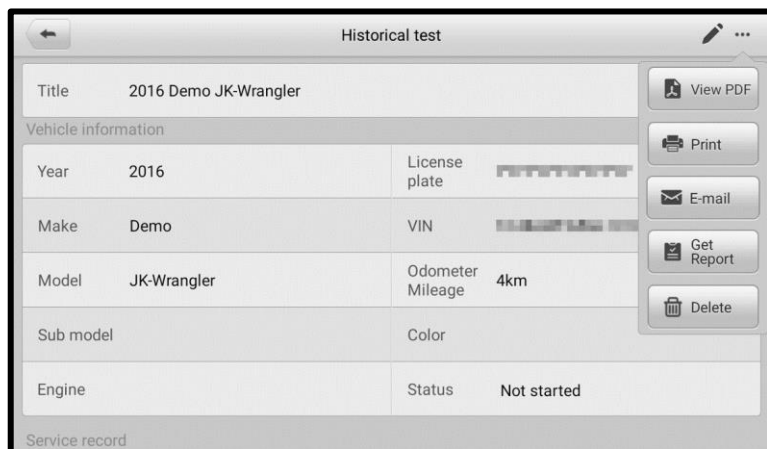 Historical test
Title 2016 Demo JK-Wrangler
View PDF
Vehicle information
Print
Year 2016 License plate
E-mail
Make Demo VIN
Get Report
Model JK-Wrangler Odometer Mileage 4km
Delete
Sub model Color
Engine Status Not started
Service record